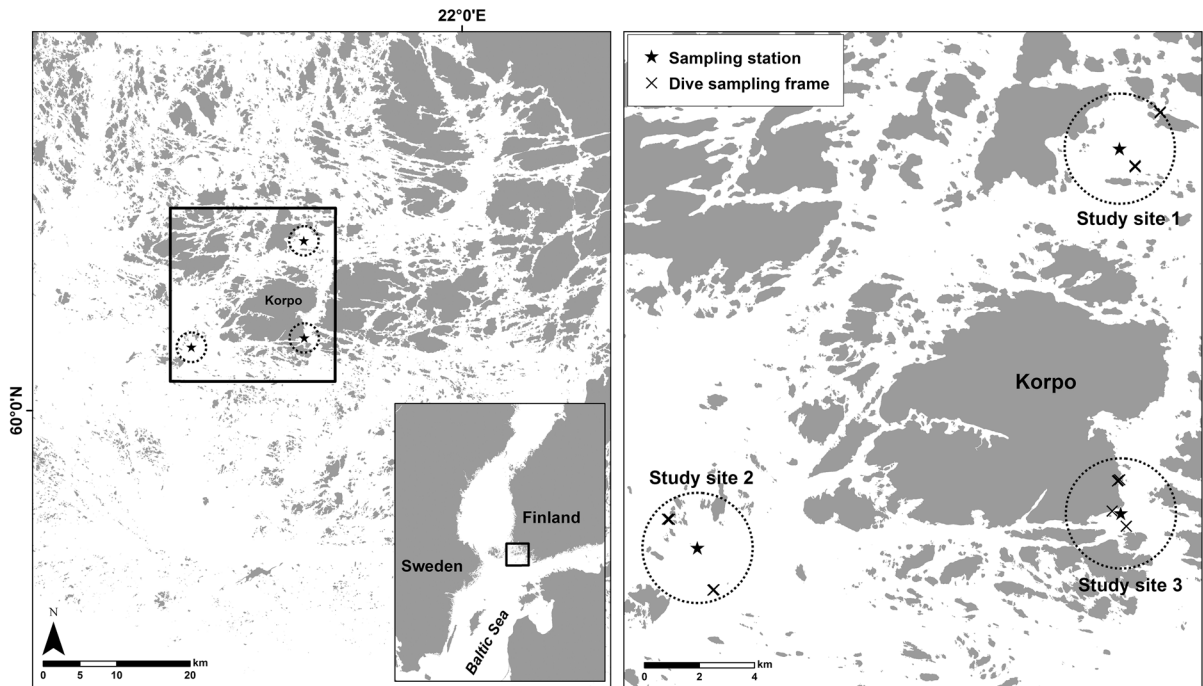 22°0'E
60°0'N
Korpo
Finland
Sweden
Baltic Sea
N
km
0 5 10 20
Sampling station
Dive sampling frame
Study site 1
Korpo
Study site 2
Study site 3
km
0 2 4